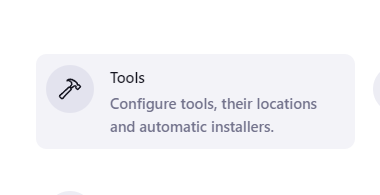 Tools
Configure tools, their locations
and automatic installers.